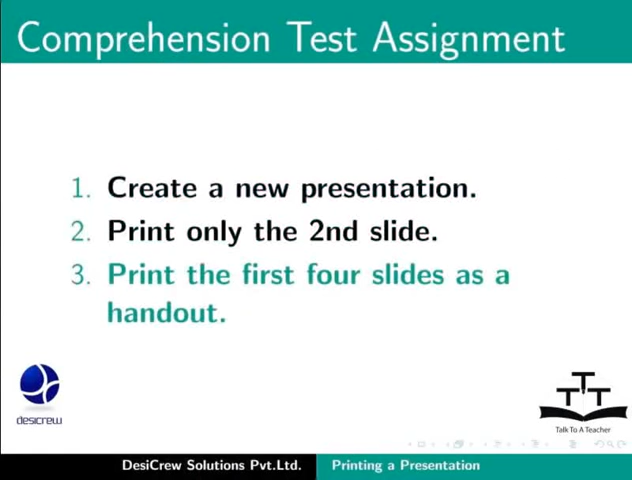 Comprehension Test Assignment
1. Create a new presentation.
2. Print only the 2nd slide.
3. Print the first four slides as a
handout.
desicrew
TTT
Talk To A Teacher
DesiCrew Solutions Pvt.Ltd.
Printing a Presentation